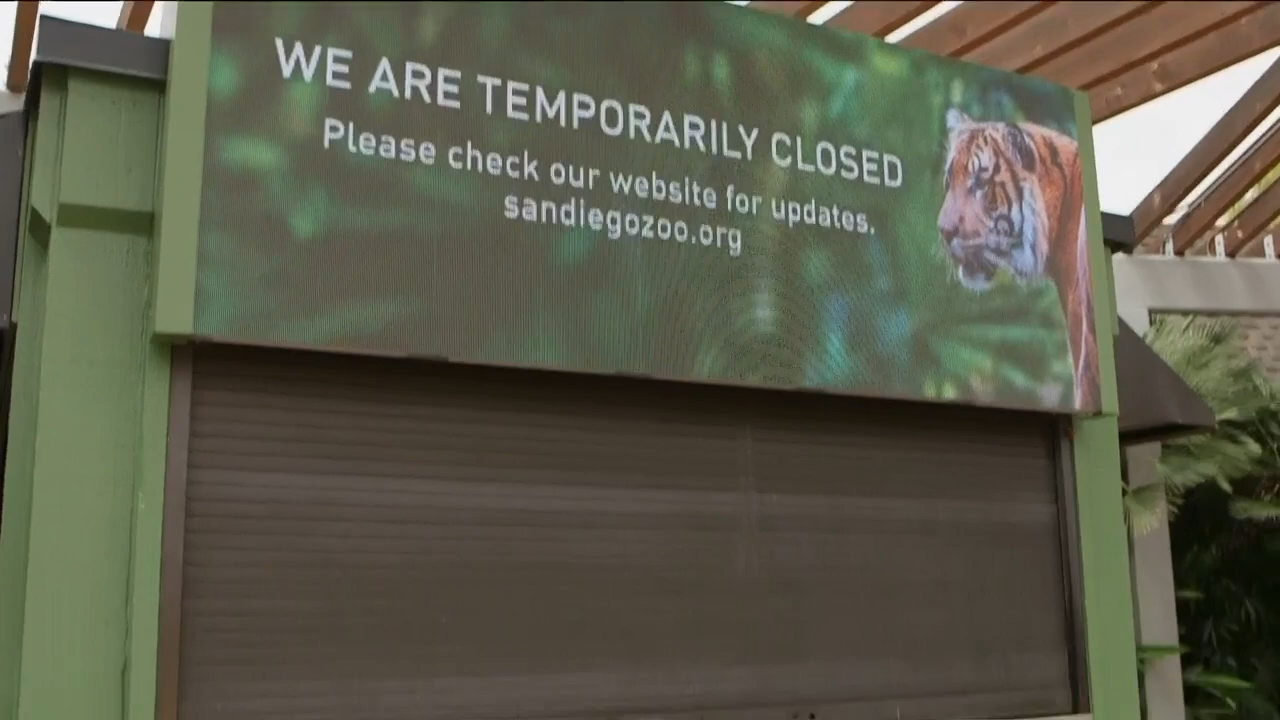 WE ARE TEMPORARILY CLOSED
Please check our website for updates.
sandiegozoo.org